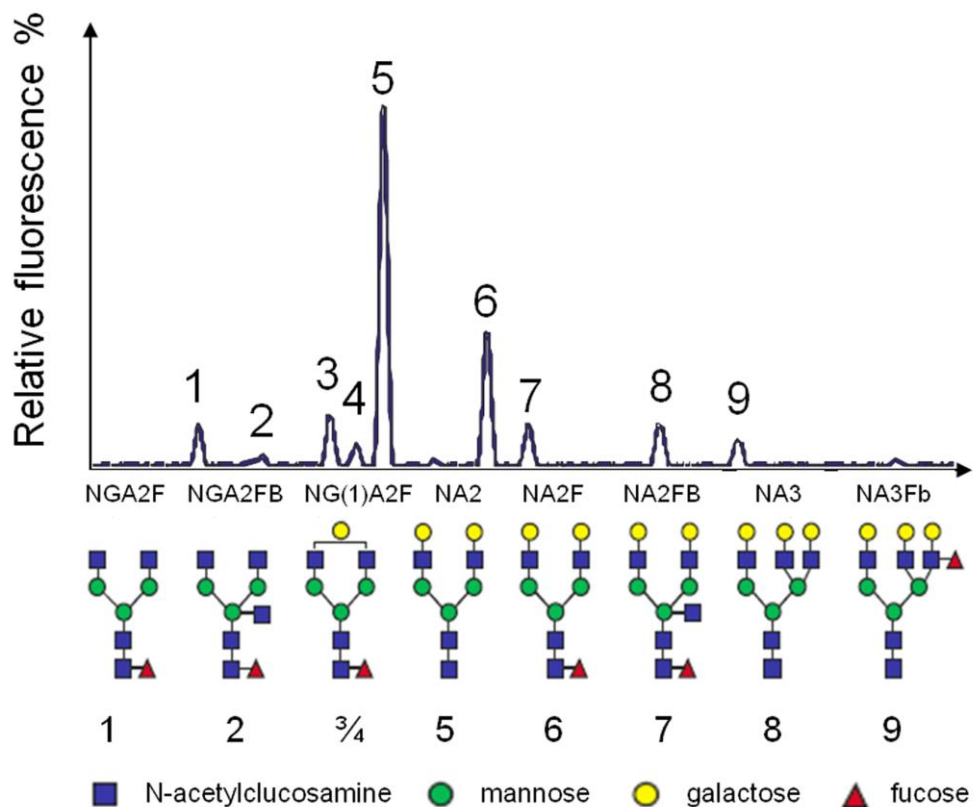 Relative fluorescence %
5
6
1
3
4
7
8
9
2
NGA2F NGA2FB NG(1)A2F NA2 NA2F NA2FB NA3 NA3Fb
1 2 ¾ 5 6 7 8 9
N-acetylclucosamine mannose galactose fucose